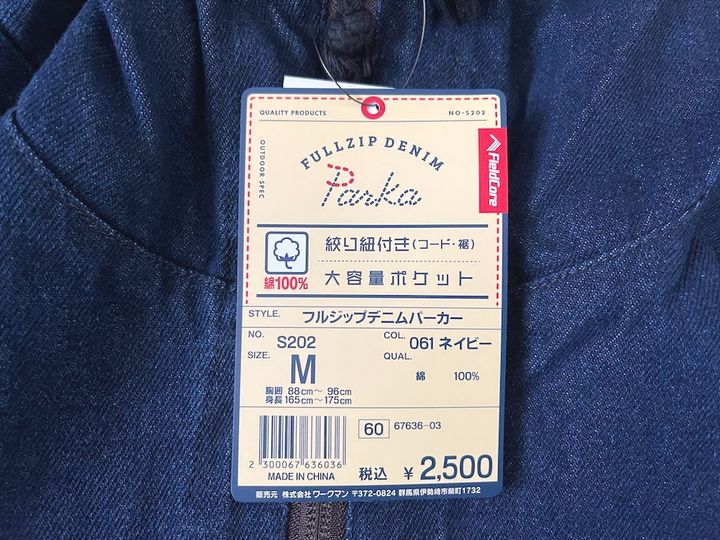 QUALITY PRODUCTS
NO-S202
OUTDOOR SPEC
FULLZIP DENIM
Parka
FieldCore
絞り紐付き(コード・裾)
綿100%
大容量ポケット
STYLE. フルジップデニムパーカー
NO. S202
COL. 061 ネイビー
SIZE. M
QUAL.
綿 100%
胸囲 88cm〜 96cm
身長 165cm〜175cm
60 67636-03
2 300067 636036
MADE IN CHINA
税込 ¥2,500
販売元 株式会社 ワークマン 〒372-0824 群馬県伊勢崎市柴町1732